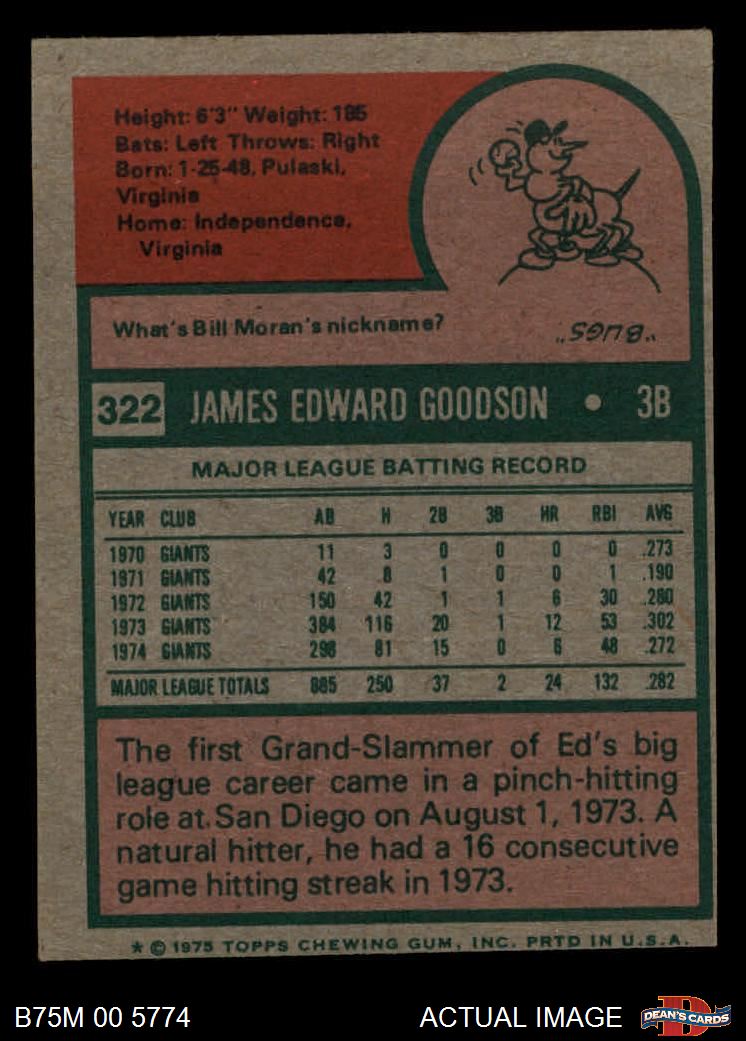 Height: 6'3" Weight: 185
Bats: Left Throws: Right
Born: 1-25-48, Pulaski,
Virginia
Home: Independence,
Virginia
What's Bill Moran's nickname?
"BUGS"
322 JAMES EDWARD GOODSON • 3B
MAJOR LEAGUE BATTING RECORD
YEAR CLUB AB H 2B 3B HR RBI AVG
1970 GIANTS 11 3 0 0 0 0 .273
1971 GIANTS 42 8 1 0 0 1 .190
1972 GIANTS 150 42 1 1 6 30 .280
1973 GIANTS 384 116 20 1 12 53 .302
1974 GIANTS 298 81 15 0 6 48 .272
MAJOR LEAGUE TOTALS 885 250 37 2 24 132 .282
The first Grand-Slammer of Ed's big
league career came in a pinch-hitting
role at San Diego on August 1, 1973. A
natural hitter, he had a 16 consecutive
game hitting streak in 1973.
* © 1975 TOPPS CHEWING GUM, INC. PRTD IN U.S.A.
B75M 00 5774 ACTUAL IMAGE D DEAN'S CARDS